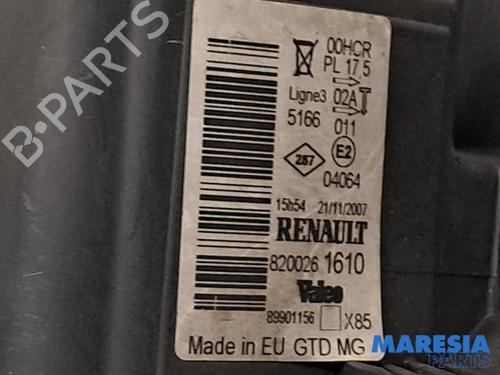 00HCR
PL 17.5
Ligne3 02A
5166 011
287 E2
04064
15h54 21/11/2007
RENAULT
820026 1610
Valeo
89901156 X85
Made in EU GTD MG
B-PARTS
MARESIA
PARTS